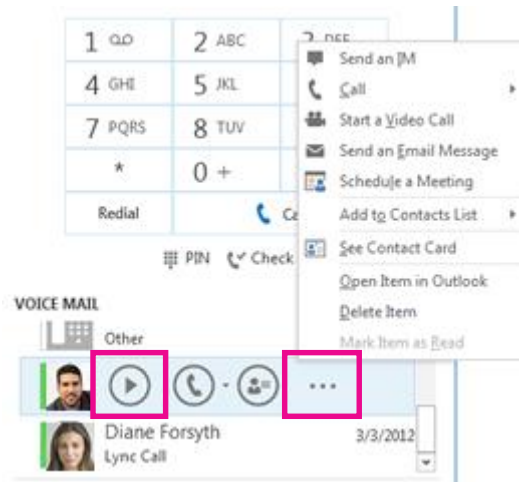 1 2 ABC 3 DEF
4 GHI 5 JKL
7 PQRS 8 TUV
* 0 +
Redial
PIN Check
Send an IM
Call
Start a Video Call
Send an Email Message
Schedule a Meeting
Add to Contacts List
See Contact Card
Open Item in Outlook
Delete Item
Mark Item as Read
VOICE MAIL
Other
...
Diane Forsyth 3/3/2012
Lync Call